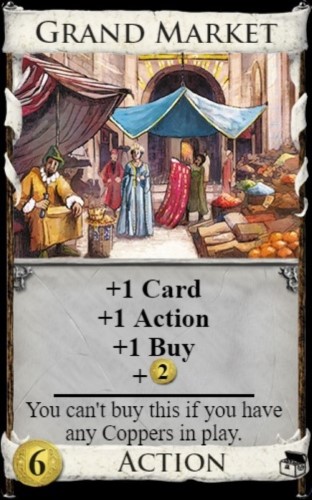 GRAND MARKET
+1 Card
+1 Action
+1 Buy
+2
You can't buy this if you have
any Coppers in play.
6 ACTION